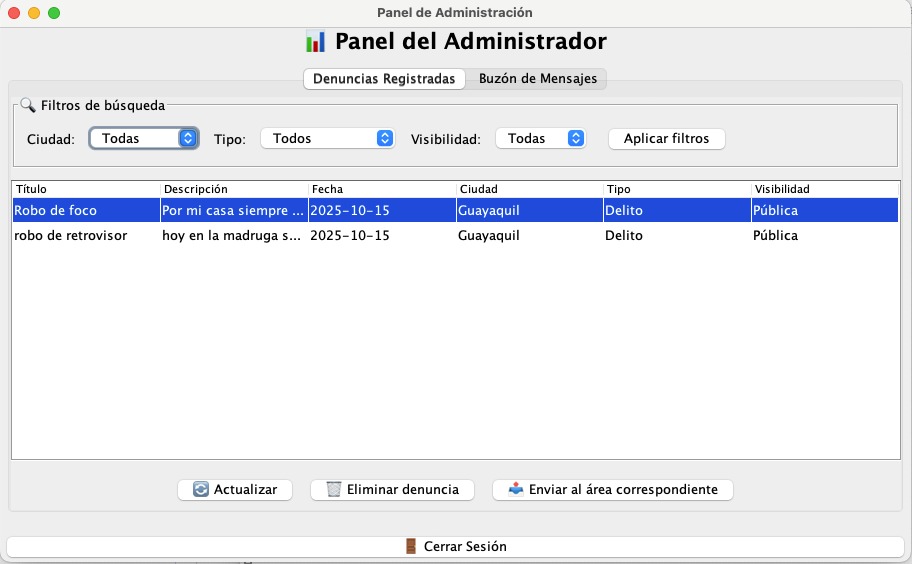 Panel de Administración
Panel del Administrador
Denuncias Registradas Buzón de Mensajes
Filtros de búsqueda
Ciudad: Todas Tipo: Todos Visibilidad: Todas Aplicar filtros
Título Descripción Fecha Ciudad Tipo Visibilidad
Robo de foco Por mi casa siempre ... 2025-10-15 Guayaquil Delito Pública
robo de retrovisor hoy en la madruga s... 2025-10-15 Guayaquil Delito Pública
Actualizar Eliminar denuncia Enviar al área correspondiente
Cerrar Sesión